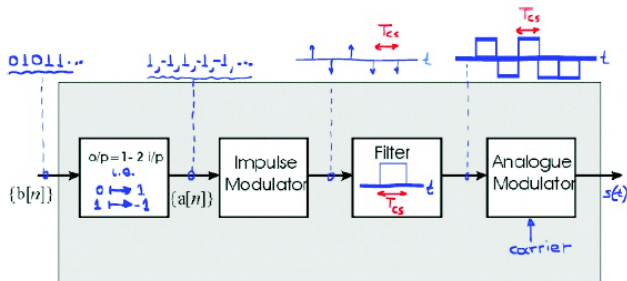 01011...
1,-1,1,-1,-1,...
Tcs
t
Tcs
t
o/p=1- 2 i/p
i.e.
0 ↦ 1
1 ↦ -1
Impulse
Modulator
Filter
t
Tcs
Analogue
Modulator
{b[n]}
{a[n]}
s(t)
carrier